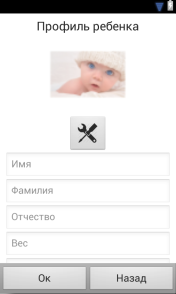 Профиль ребенка
Имя
Фамилия
Отчество
Вес
Ок
Назад